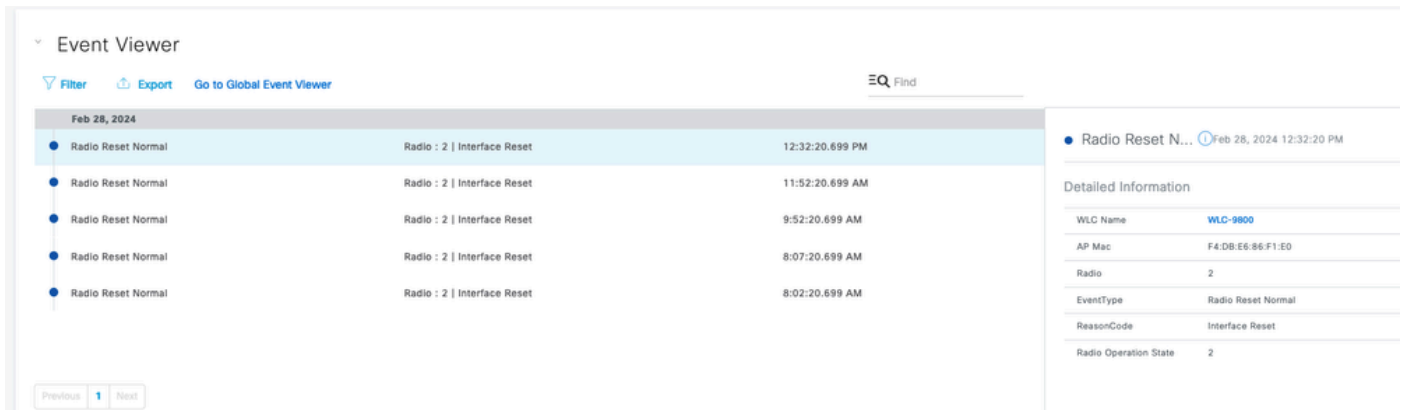 Event Viewer
Filter Export Go to Global Event Viewer Find
Feb 28, 2024
Radio Reset Normal Radio : 2 | Interface Reset 12:32:20.699 PM
Radio Reset Normal Radio : 2 | Interface Reset 11:52:20.699 AM
Radio Reset Normal Radio : 2 | Interface Reset 9:52:20.699 AM
Radio Reset Normal Radio : 2 | Interface Reset 8:07:20.699 AM
Radio Reset Normal Radio : 2 | Interface Reset 8:02:20.699 AM
Previous 1 Next
Radio Reset N... Feb 28, 2024 12:32:20 PM
Detailed Information
WLC Name WLC-9800
AP Mac F4:DB:E6:86:F1:E0
Radio 2
EventType Radio Reset Normal
ReasonCode Interface Reset
Radio Operation State 2